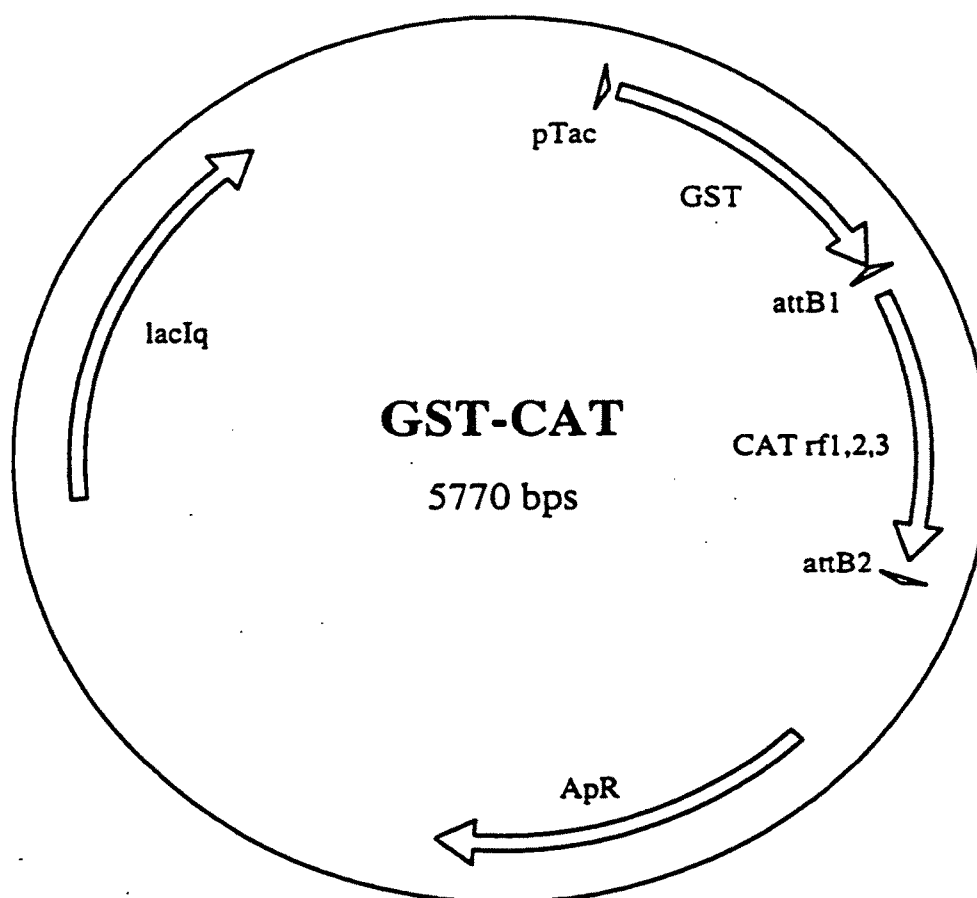 pTac
GST
attB1
lacIq
GST-CAT
CAT rf1,2,3
5770 bps
attB2
ApR